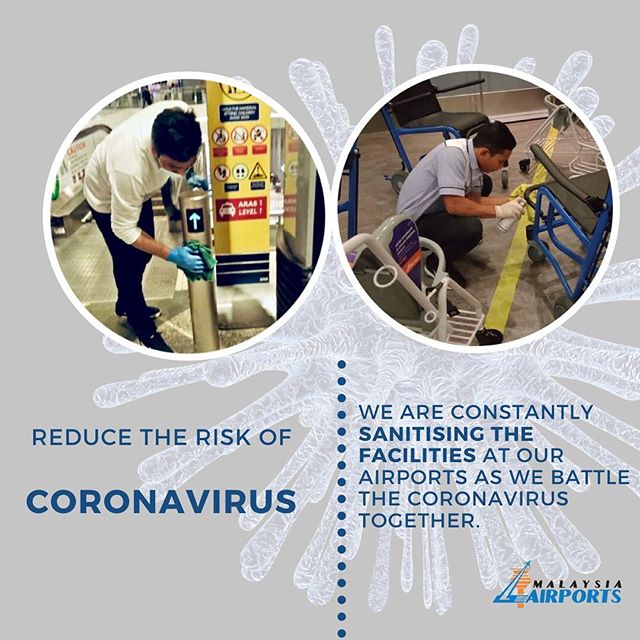 ARAS 1
LEVEL 1
REDUCE THE RISK OF
CORONAVIRUS
WE ARE CONSTANTLY
SANITISING THE
FACILITIES AT OUR
AIRPORTS AS WE BATTLE
THE CORONAVIRUS
TOGETHER.
MALAYSIA
AIRPORTS